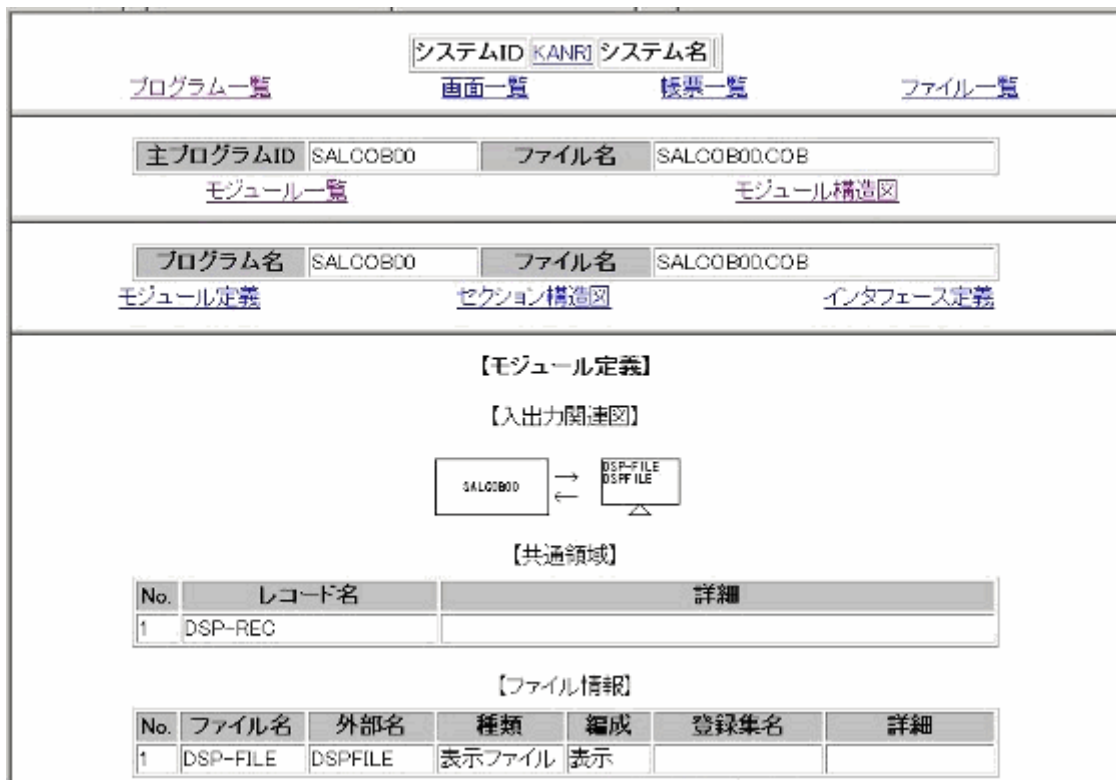 システムID KANRI システム名
プログラム一覧 画面一覧 帳票一覧 ファイル一覧
主プログラムID SALCOB00 ファイル名 SALCOB00.COB
モジュール一覧 モジュール構造図
プログラム名 SALCOB00 ファイル名 SALCOB00.COB
モジュール定義 セクション構造図 インタフェース定義
【モジュール定義】
【入出力関連図】
SALCOB00 → ← DSP-FILE
DSPFILE
【共通領域】
No. レコード名 詳細
1 DSP-REC
【ファイル情報】
No. ファイル名 外部名 種類 編成 登録集名 詳細
1 DSP-FILE DSPFILE 表示ファイル 表示